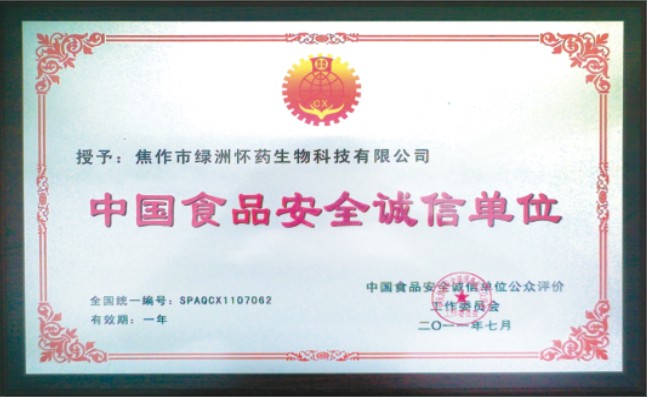 CX
授予：焦作市绿洲怀药生物科技有限公司
中国食品安全诚信单位
全国统一编号：SPAQCX1107062
有效期：一年
中国食品安全诚信单位公众评价
工作委员会
二〇一一年七月